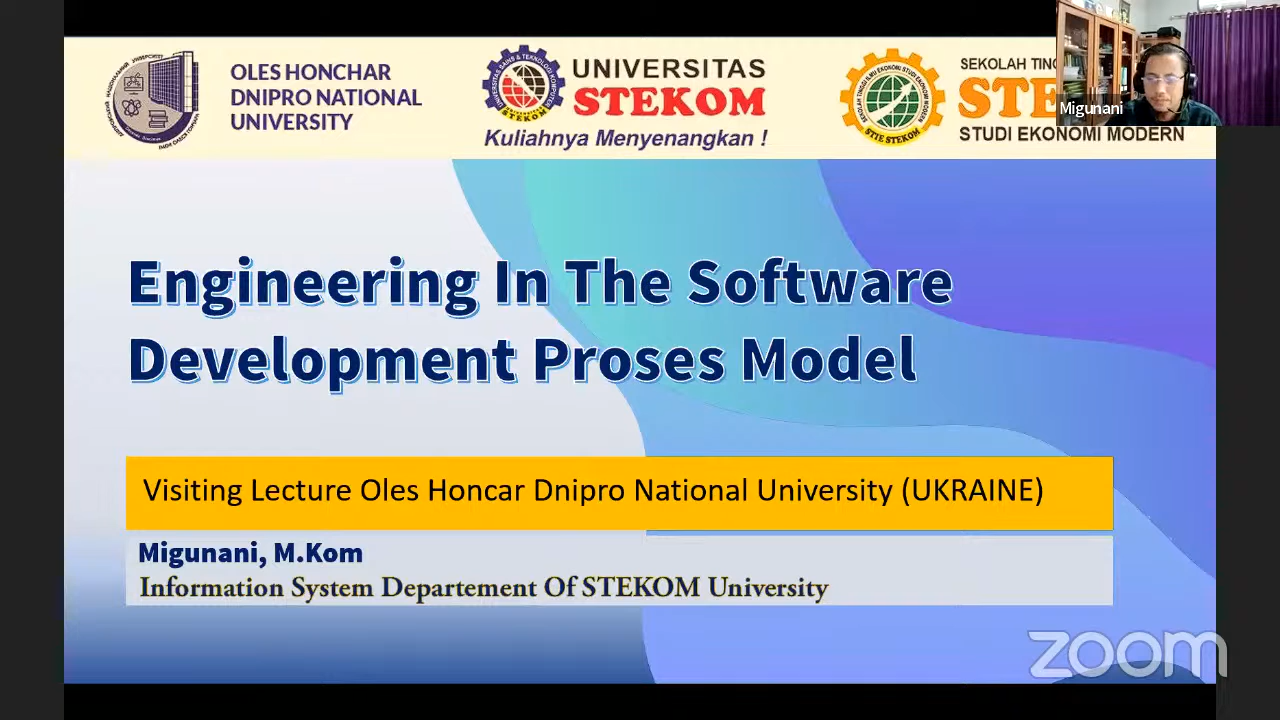 OLES HONCHAR
DNIPRO NATIONAL
UNIVERSITY
UNIVERSITAS
STEKOM
Kuliahnya Menyenangkan !
SEKOLAH
STUDI EKONOMI MODERN
STIE STEKOM
Migunani
Engineering In The Software
Development Proses Model
Visiting Lecture Oles Honcar Dnipro National University (UKRAINE)
Migunani, M.Kom
Information System Departement Of STEKOM University
zoom